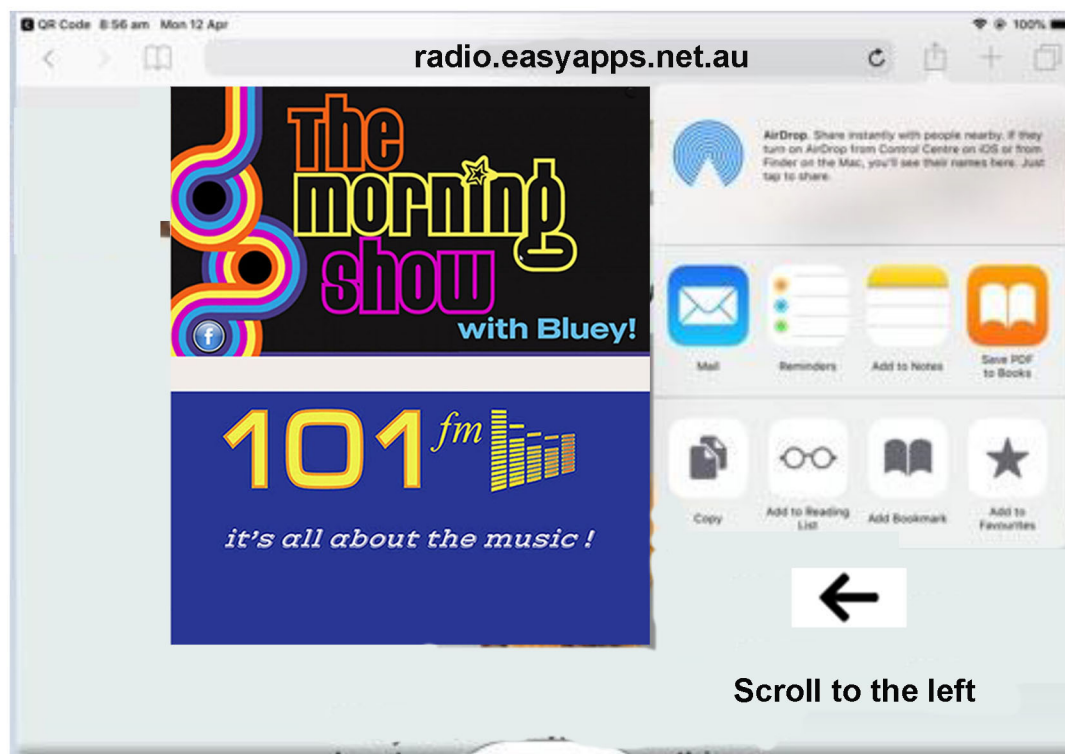 QR Code 8:56 am Mon 12 Apr
100%
radio.easyapps.net.au
The
morning
show
with Bluey!
f
101 fm
it's all about the music !
AirDrop. Share instantly with people nearby. If they
turn on AirDrop from Control Centre on iOS or from
Finder on the Mac, you'll see their names here. Just
tap to share.
Mail
Reminders
Add to Notes
Save PDF
to Books
Copy
Add to Reading
List
Add Bookmark
Add to
Favourites
Scroll to the left